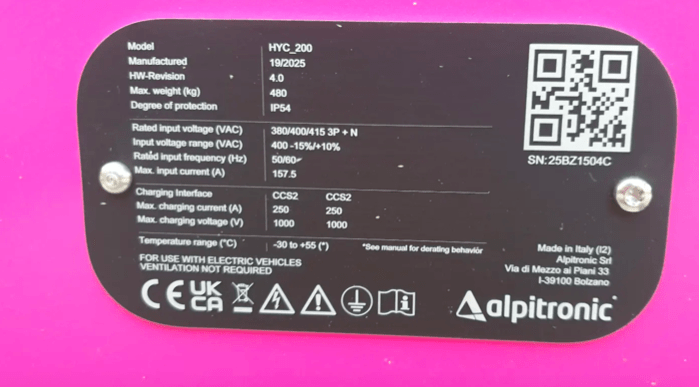 Model HYC_200
Manufactured 19/2025
HW-Revision 4.0
Max. weight (kg) 480
Degree of protection IP54
Rated input voltage (VAC) 380/400/415 3P + N
Input voltage range (VAC) 400 -15%/+10%
Rated input frequency (Hz) 50/60
Max. input current (A) 157.5
Charging Interface CCS2 CCS2
Max. charging current (A) 250 250
Max. charging voltage (V) 1000 1000
Temperature range (°C) -30 to +55 (*) *See manual for derating behavior
FOR USE WITH ELECTRIC VEHICLES
VENTILATION NOT REQUIRED
SN:25BZ1504C
Made in Italy (I2)
Alpitronic Srl
Via di Mezzo ai Piani 33
I-39100 Bolzano
CE UK
CA
alpitronic